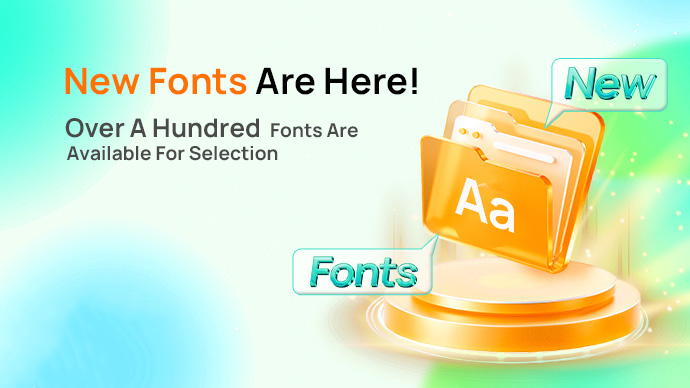 New Fonts Are Here!
Over A Hundred Fonts Are
Available For Selection
New
Aa
Fonts